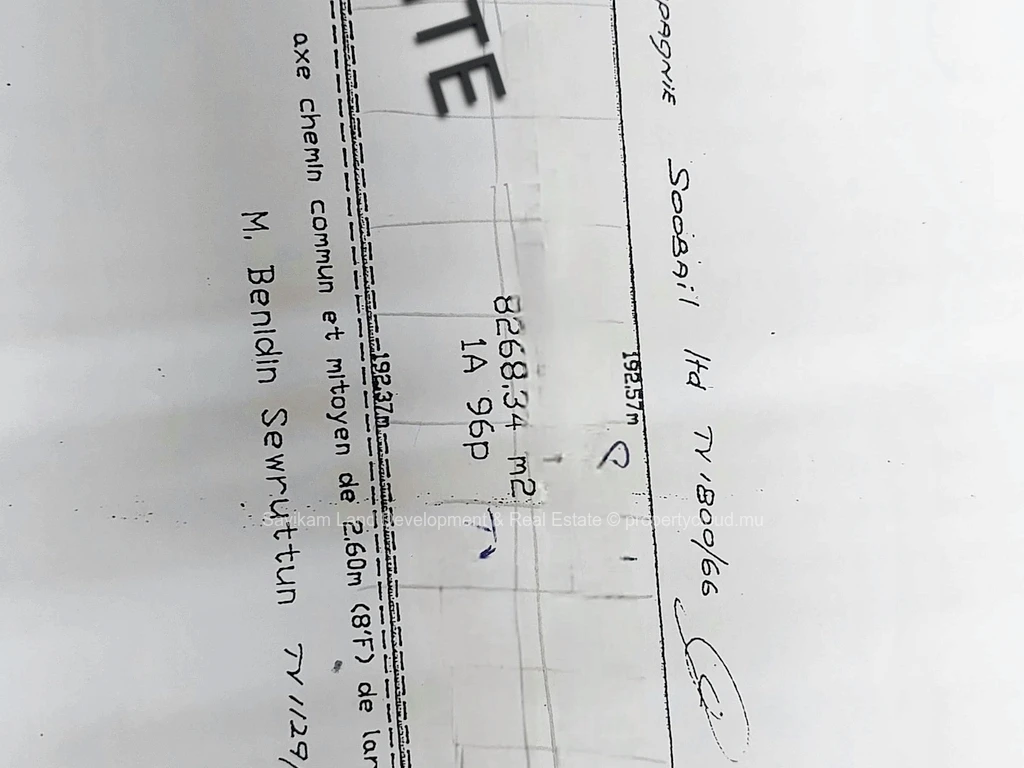 PAGNIE SOOBAIL ltd TV 1800/66
192.57m
TE
8268.34 m2
1A 96p
192.37m
axe chemin commun et mitoyen de 2.60m (8'F) de lar
M. Benidin Sewruttun TV 1129/
Savikam Land Development & Real Estate © propertycloud.mu